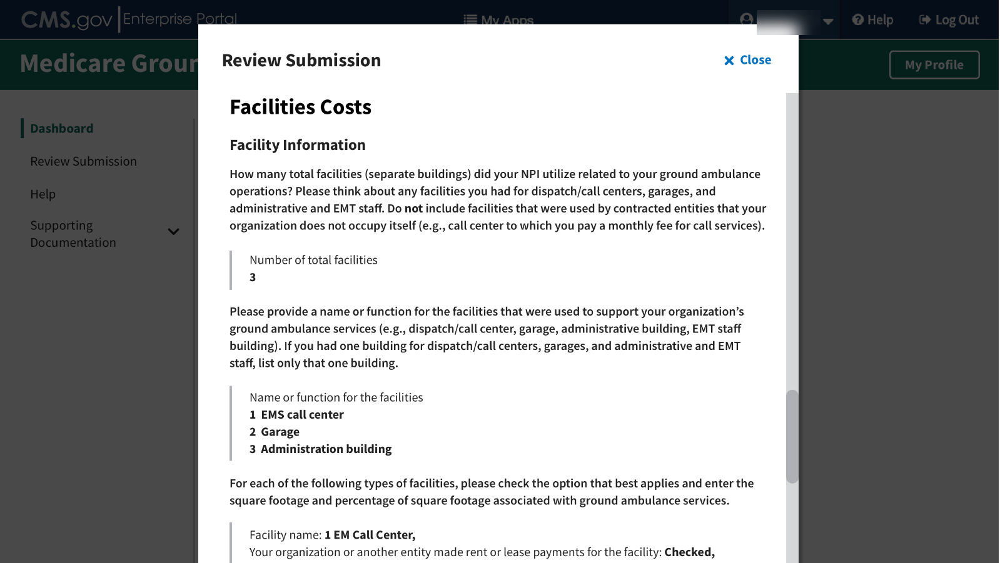 CMS.gov Enterprise Portal
My Apps
Help
Log Out
Medicare Groun
My Profile
Review Submission
Close
Dashboard
Review Submission
Help
Supporting
Documentation
Facilities Costs
Facility Information
How many total facilities (separate buildings) did your NPI utilize related to your ground ambulance
operations? Please think about any facilities you had for dispatch/call centers, garages, and
administrative and EMT staff. Do not include facilities that were used by contracted entities that your
organization does not occupy itself (e.g., call center to which you pay a monthly fee for call services).
Number of total facilities
3
Please provide a name or function for the facilities that were used to support your organization’s
ground ambulance services (e.g., dispatch/call center, garage, administrative building, EMT staff
building). If you had one building for dispatch/call centers, garages, and administrative and EMT
staff, list only that one building.
Name or function for the facilities
1 EMS call center
2 Garage
3 Administration building
For each of the following types of facilities, please check the option that best applies and enter the
square footage and percentage of square footage associated with ground ambulance services.
Facility name: 1 EM Call Center,
Your organization or another entity made rent or lease payments for the facility: Checked,